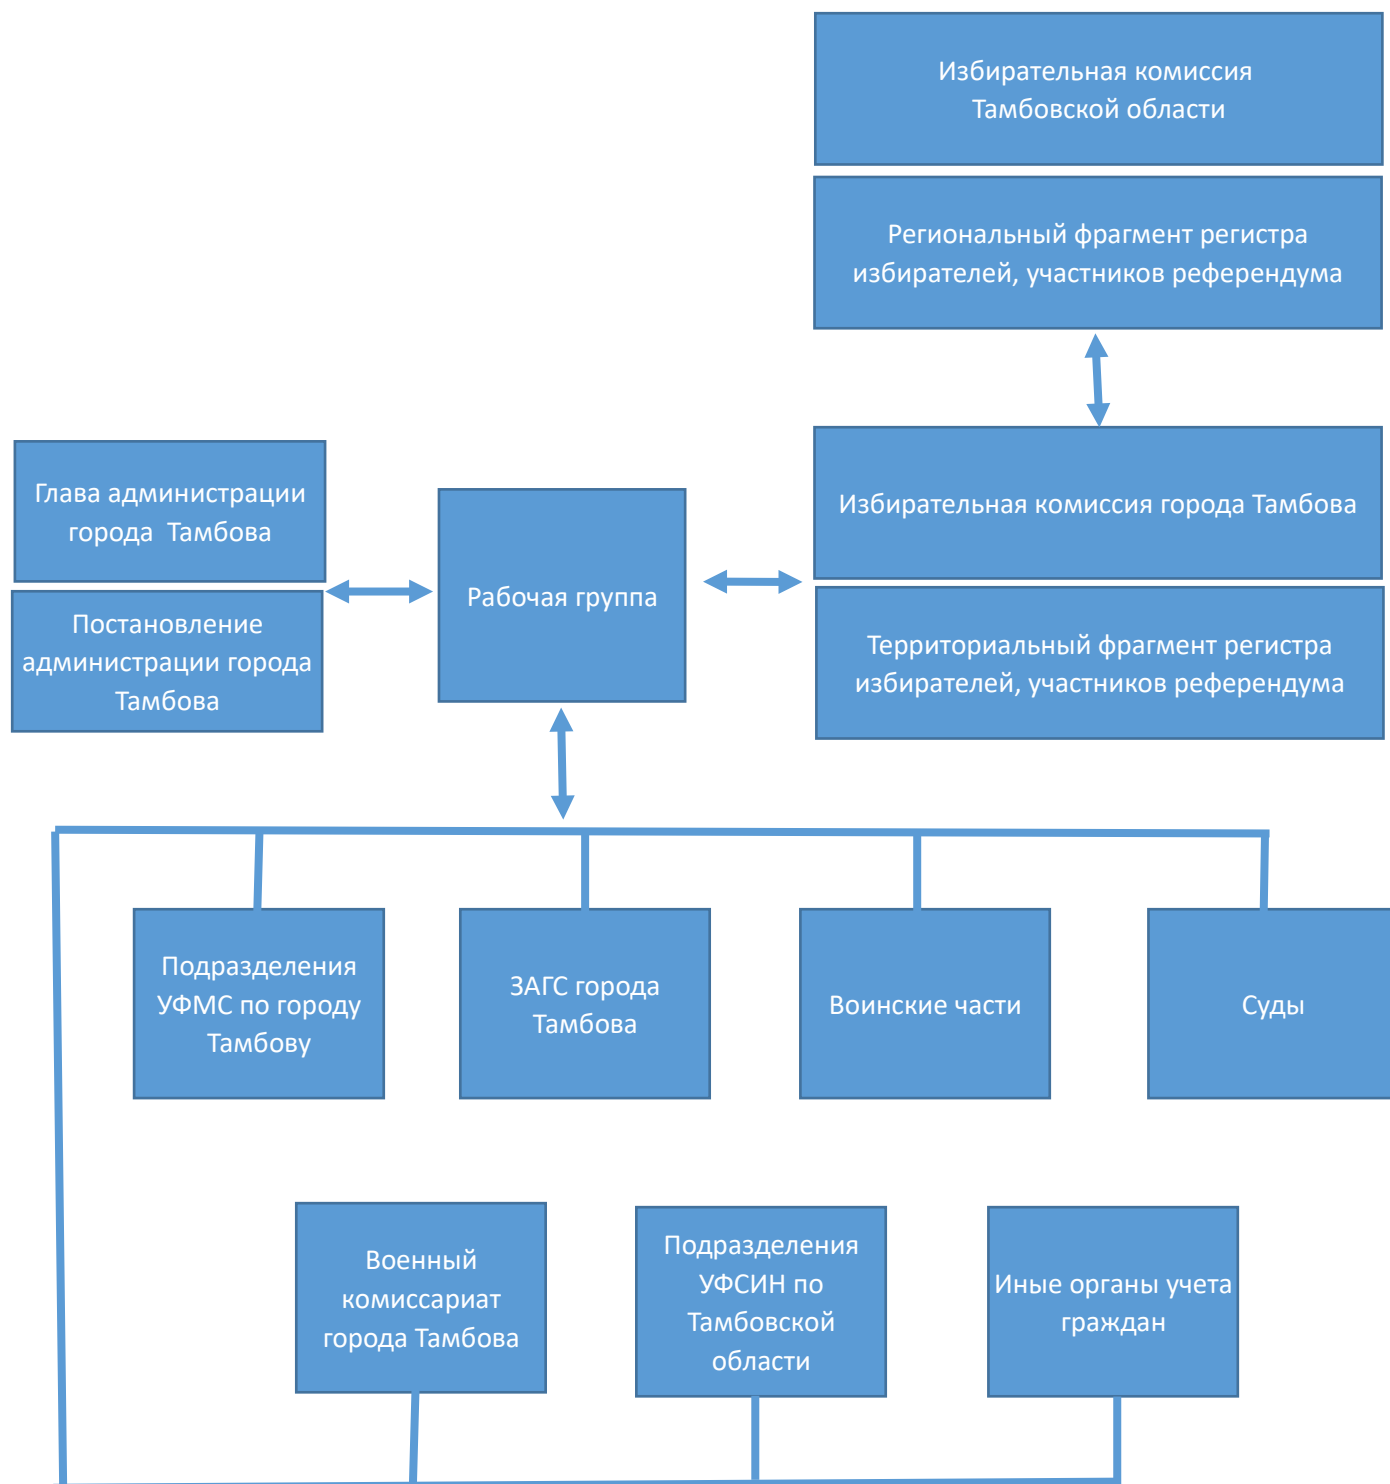 Избирательная комиссия
Тамбовской области
Региональный фрагмент регистра
избирателей, участников референдума
Глава администрации
города  Тамбова
Постановление
администрации города
Тамбова
Рабочая группа
Избирательная комиссия города Тамбова
Территориальный фрагмент регистра
избирателей, участников референдума
Подразделения
УФМС по городу
Тамбову
ЗАГС города
Тамбова
Воинские части
Суды
Военный
комиссариат
города Тамбова
Подразделения
УФСИН по
Тамбовской
области
Иные органы учета
граждан